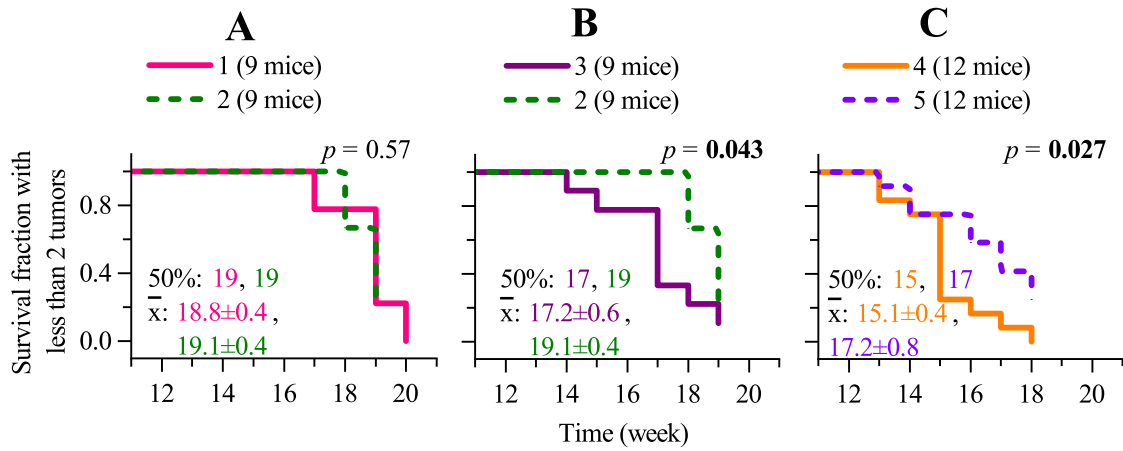 A
1 (9 mice)
2 (9 mice)
p = 0.57
B
3 (9 mice)
2 (9 mice)
p = 0.043
C
4 (12 mice)
5 (12 mice)
p = 0.027
Survival fraction with
less than 2 tumors
0.8
0.4
0.0
50%: 19, 19
x̅: 18.8±0.4 ,
19.1±0.4
12 14 16 18 20
50%: 17, 19
x̅: 17.2±0.6 ,
19.1±0.4
12 14 16 18 20
50%: 15, 17
x̅: 15.1±0.4 ,
17.2±0.8
12 14 16 18 20
Time (week)